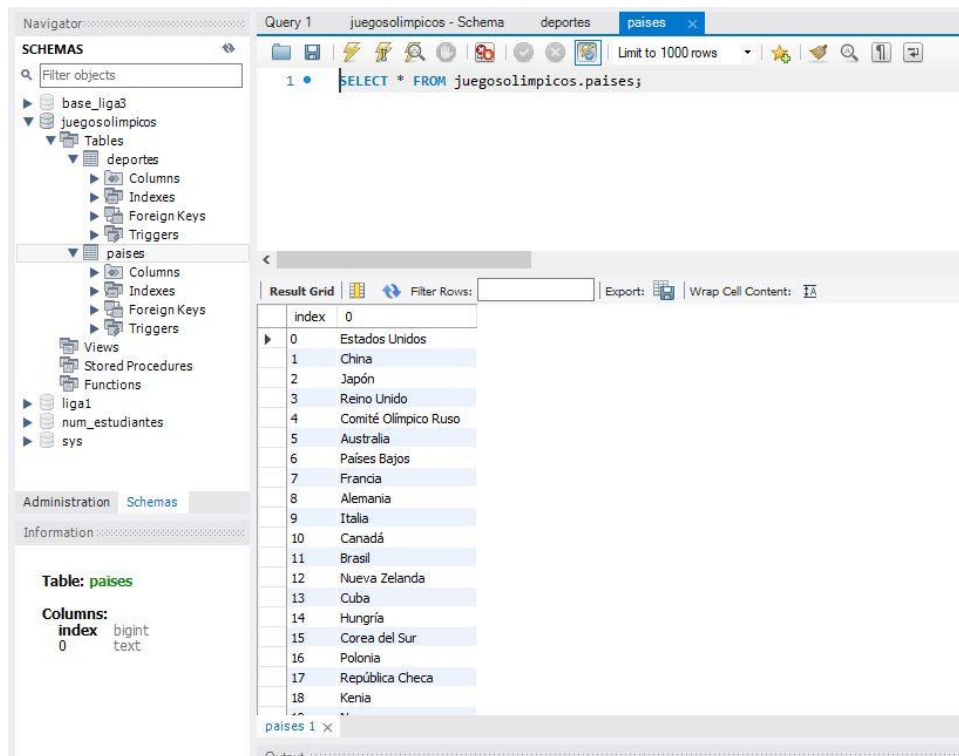 Navigator
SCHEMAS
Filter objects
base_liga3
juegosolimpicos
Tables
deportes
Columns
Indexes
Foreign Keys
Triggers
paises
Columns
Indexes
Foreign Keys
Triggers
Views
Stored Procedures
Functions
liga1
num_estudiantes
sys
Administration Schemas
Information
Table: paises
Columns:
index bigint
0 text
Query 1 juegosolimpicos - Schema deportes paises ×
Limit to 1000 rows
1 SELECT * FROM juegosolimpicos.paises;
Result Grid Filter Rows: Export: Wrap Cell Content:
index 0
0 Estados Unidos
1 China
2 Japón
3 Reino Unido
4 Comité Olímpico Ruso
5 Australia
6 Países Bajos
7 Francia
8 Alemania
9 Italia
10 Canadá
11 Brasil
12 Nueva Zelanda
13 Cuba
14 Hungría
15 Corea del Sur
16 Polonia
17 República Checa
18 Kenia
paises 1 ×
Output